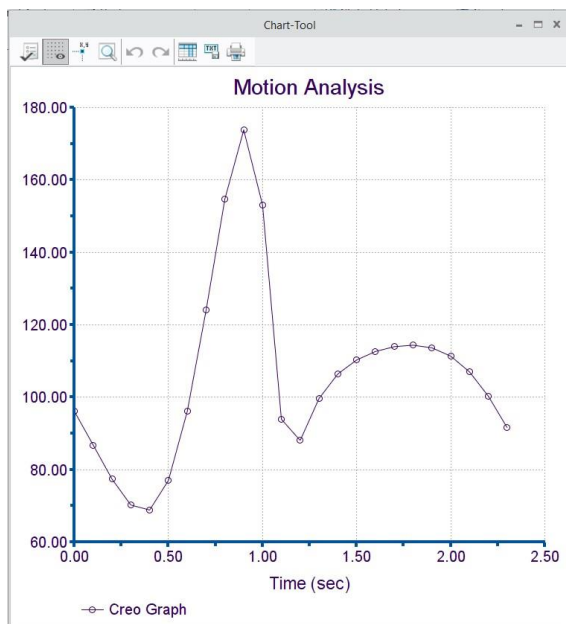 Chart-Tool
X,Y
TXT
Motion Analysis
180.00
160.00
140.00
120.00
100.00
80.00
60.00
0.00 0.50 1.00 1.50 2.00 2.50
Time (sec)
Creo Graph